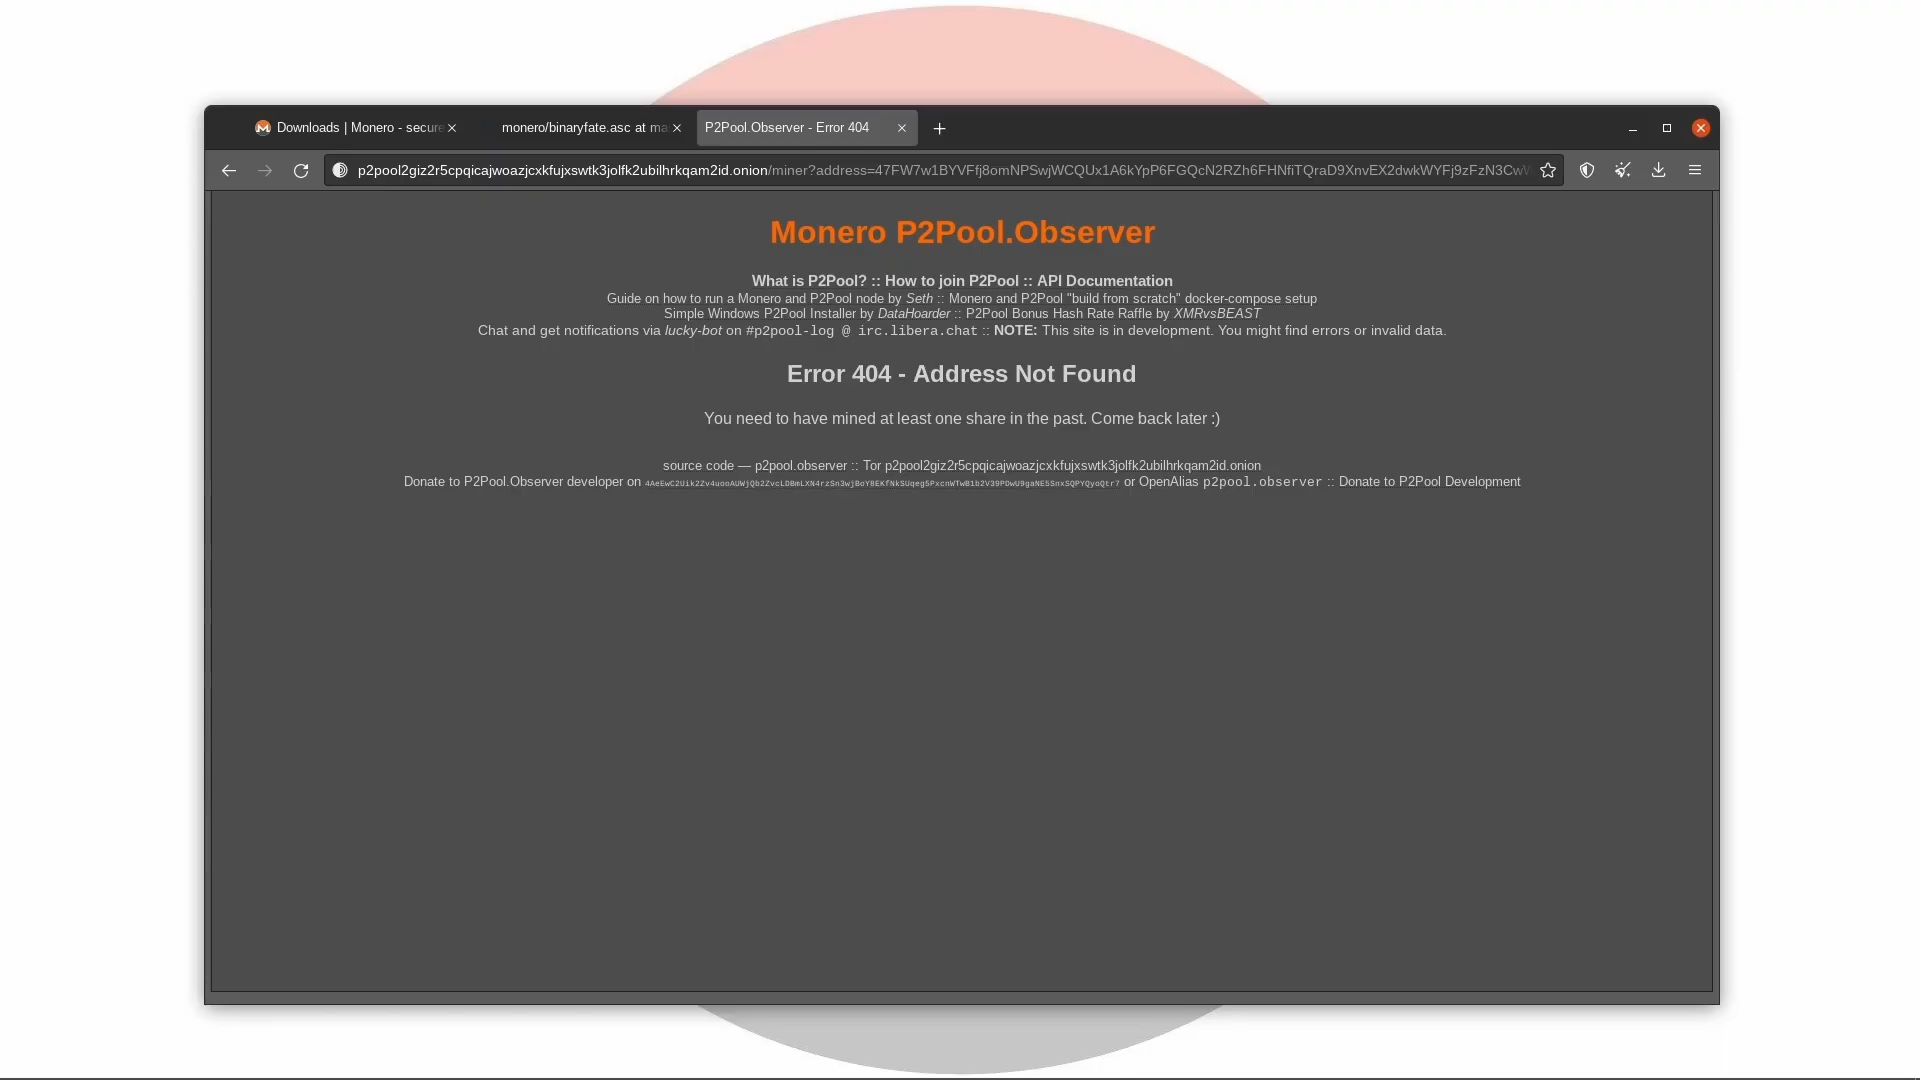 Downloads | Monero - secure
monero/binaryfate.asc at ma
P2Pool.Observer - Error 404
p2pool2giz2r5cpqicajwoazjcxkfujxswtk3jolfk2ubilhrkqam2id.onion/miner?address=47FW7w1BYVFfj8omNPSwjWCQUx1A6kYpP6FGQcN2RZh6FHNfiTQraD9XnvEX2dwkWYFj9zFzN3CwW
Monero P2Pool.Observer
What is P2Pool? :: How to join P2Pool :: API Documentation
Guide on how to run a Monero and P2Pool node by Seth :: Monero and P2Pool "build from scratch" docker-compose setup
Simple Windows P2Pool Installer by DataHoarder :: P2Pool Bonus Hash Rate Raffle by XMRvsBEAST
Chat and get notifications via lucky-bot on #p2pool-log @ irc.libera.chat :: NOTE: This site is in development. You might find errors or invalid data.
Error 404 - Address Not Found
You need to have mined at least one share in the past. Come back later :)
source code — p2pool.observer :: Tor p2pool2giz2r5cpqicajwoazjcxkfujxswtk3jolfk2ubilhrkqam2id.onion
Donate to P2Pool.Observer developer on or OpenAlias p2pool.observer :: Donate to P2Pool Development